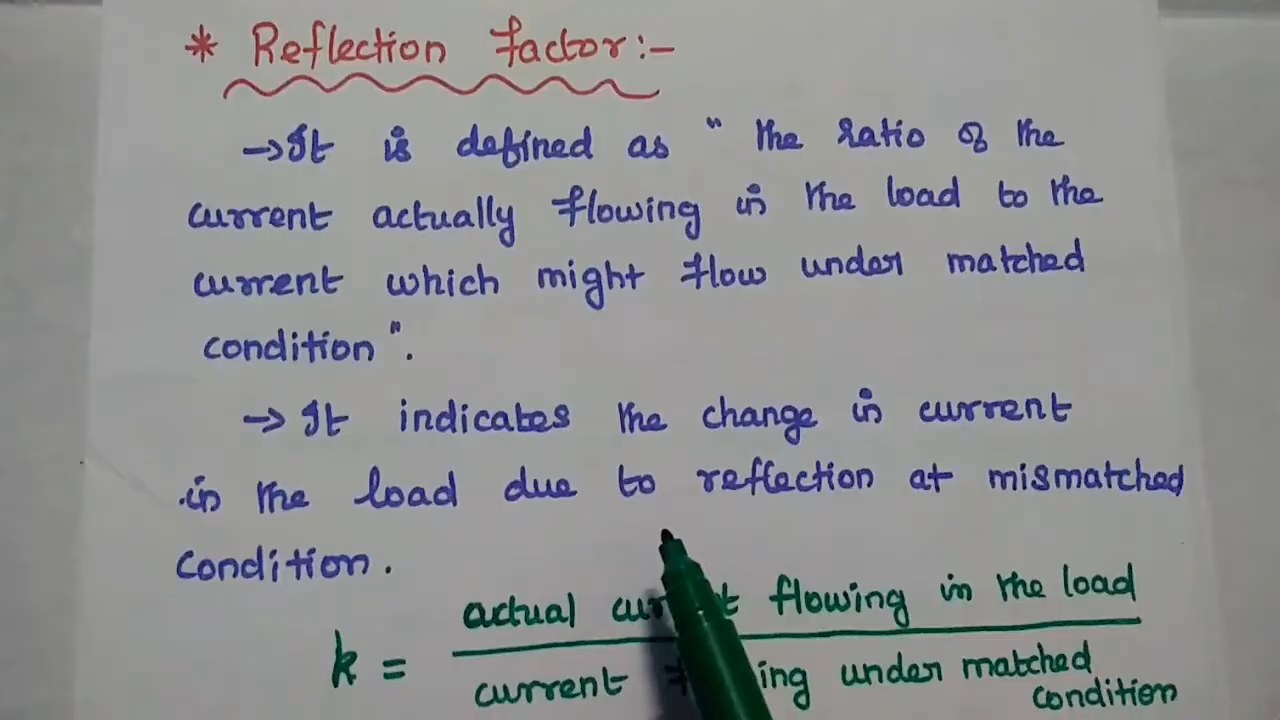 * Reflection factor:-
→ It is defined as " the ratio of the
current actually flowing in the load to the
current which might flow under matched
condition ".
→ It indicates the change in current
in the load due to reflection at mismatched
condition.
actual flowing in the load
k =
current under matched
condition